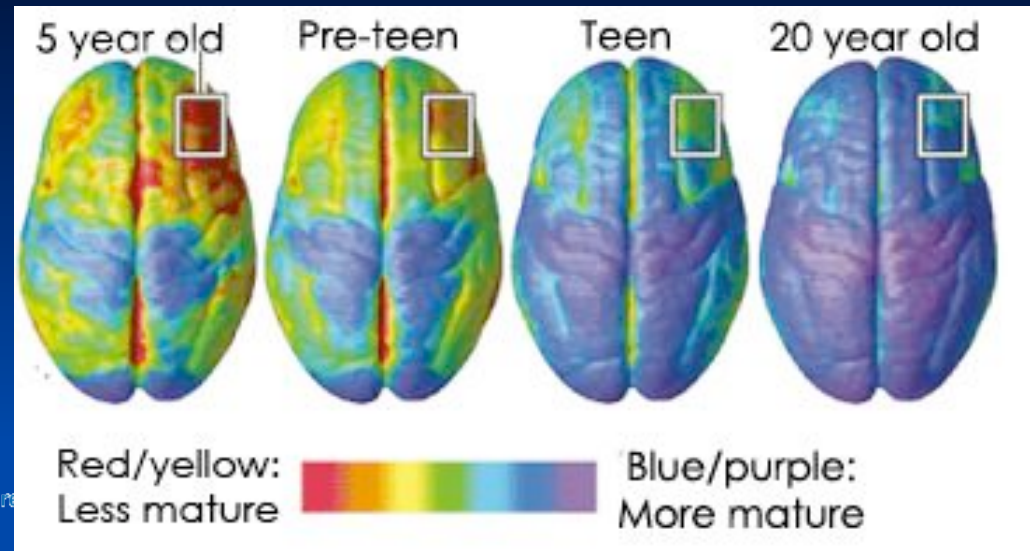 5 year old
Pre-teen
Teen
20 year old
Red/yellow:
Less mature
Blue/purple:
More mature